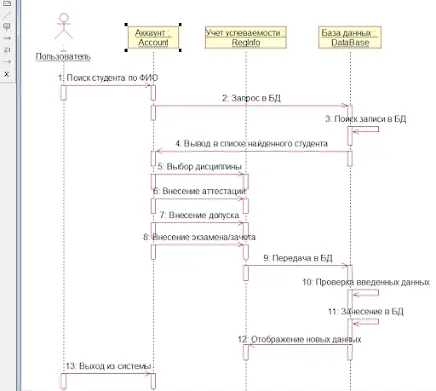 Аккаунт :
Account
Учет успеваемости :
RegInfo
База данных :
DataBase
Пользователь
1: Поиск студента по ФИО
2: Запрос в БД
3: Поиск записи в БД
4: Вывод в списке найденного студента
5: Выбор дисциплины
6: Внесение аттестации
7: Внесение допуска
8: Внесение экзамена/зачета
9: Передача в БД
10: Проверка введенных данных
11: Занесение в БД
12: Отображение новых данных
13: Выход из системы